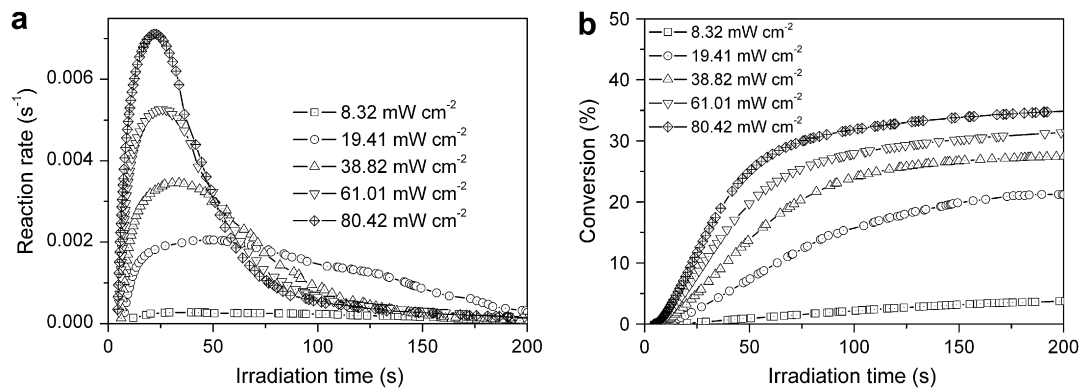 a
Reaction rate (s⁻¹)
0.006
0.004
0.002
0.000
0
50
100
150
200
Irradiation time (s)
8.32 mW cm⁻²
19.41 mW cm⁻²
38.82 mW cm⁻²
61.01 mW cm⁻²
80.42 mW cm⁻²
b
Conversion (%)
50
40
30
20
10
0
0
50
100
150
200
Irradiation time (s)
8.32 mW cm⁻²
19.41 mW cm⁻²
38.82 mW cm⁻²
61.01 mW cm⁻²
80.42 mW cm⁻²